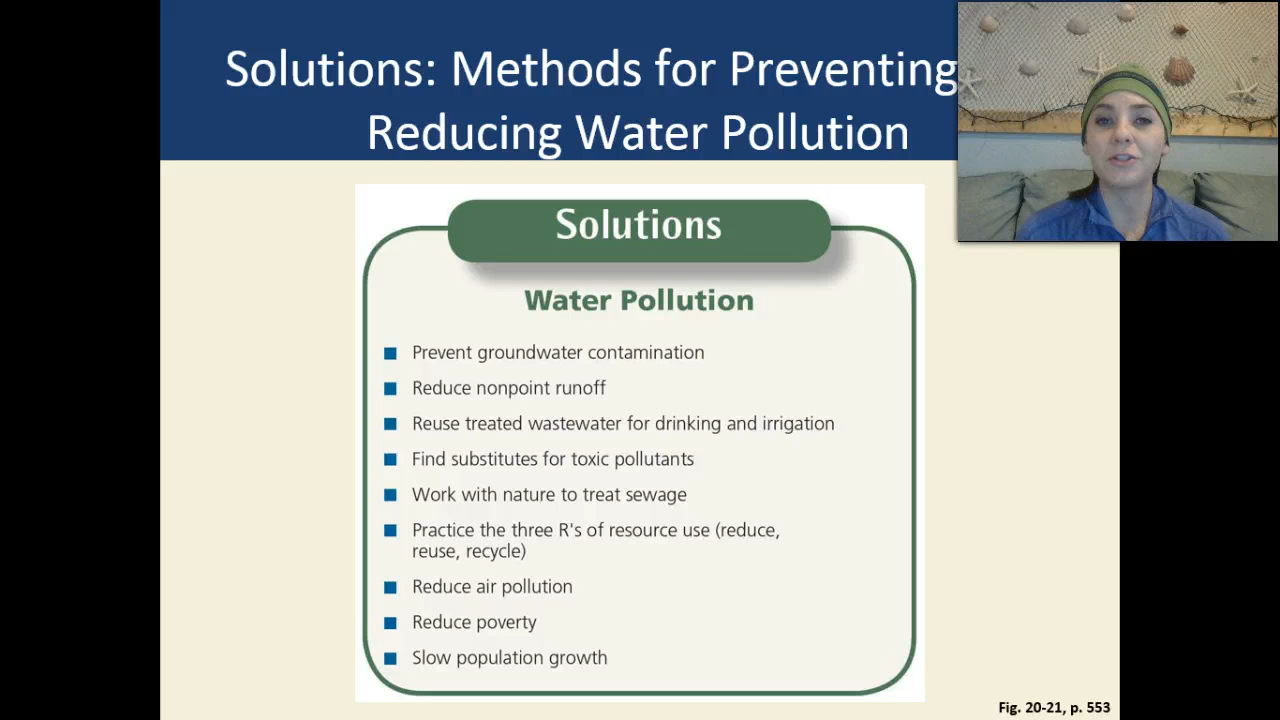 Solutions: Methods for Preventing
Reducing Water Pollution
Solutions
Water Pollution
Prevent groundwater contamination
Reduce nonpoint runoff
Reuse treated wastewater for drinking and irrigation
Find substitutes for toxic pollutants
Work with nature to treat sewage
Practice the three R's of resource use (reduce,
reuse, recycle)
Reduce air pollution
Reduce poverty
Slow population growth
Fig. 20-21, p. 553